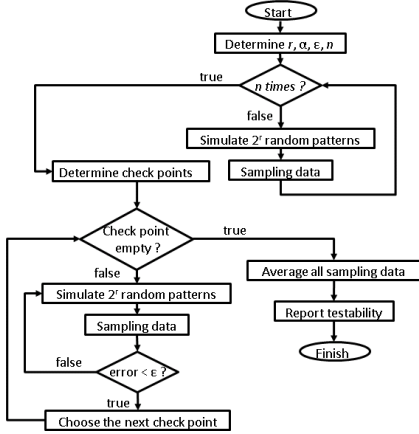 Start
Determine r, α, ε, n
true
n times ?
false
Simulate 2ʳ random patterns
Sampling data
Determine check points
Check point
empty ?
true
false
Simulate 2ʳ random patterns
Sampling data
false
error < ε ?
true
Choose the next check point
Average all sampling data
Report testability
Finish